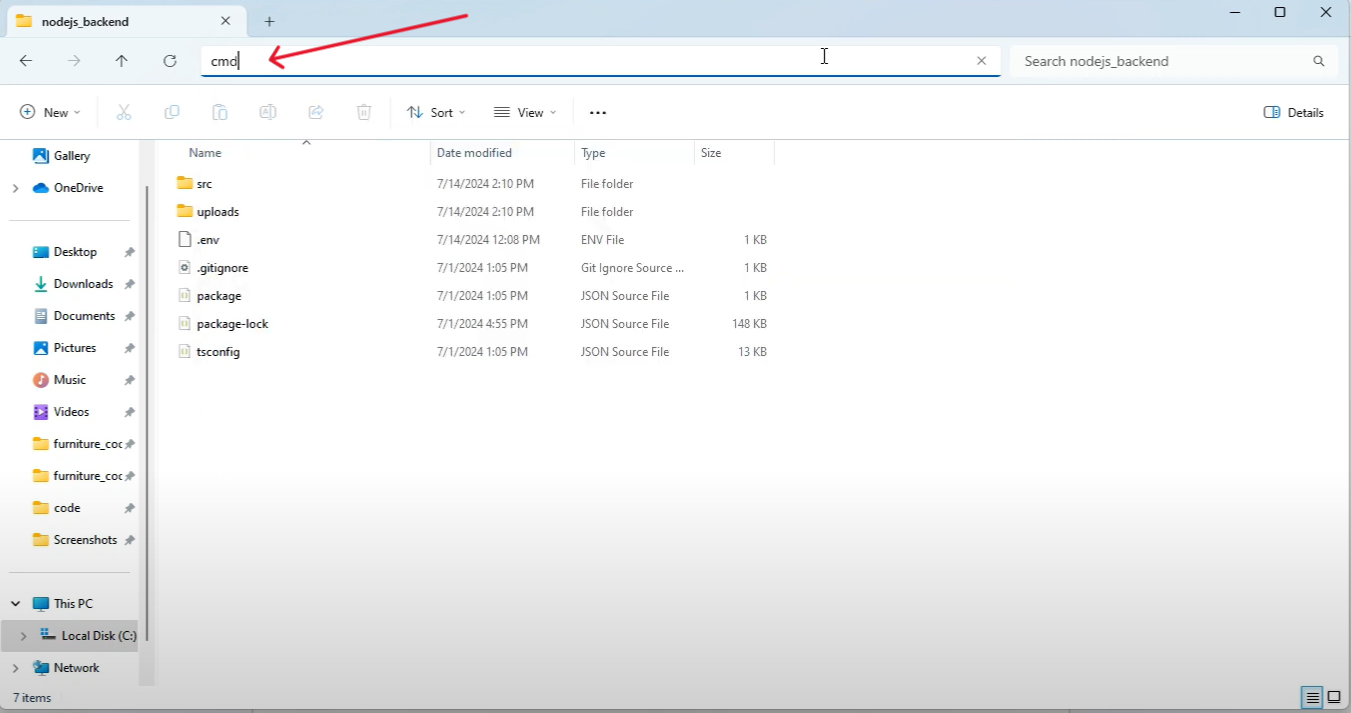 nodejs_backend
cmd
Search nodejs_backend
New
Sort
View
Details
Gallery
OneDrive
Desktop
Downloads
Documents
Pictures
Music
Videos
furniture_coc
furniture_coc
code
Screenshots
This PC
Local Disk (C:)
Network
Name Date modified Type Size
src 7/14/2024 2:10 PM File folder
uploads 7/14/2024 2:10 PM File folder
.env 7/14/2024 12:08 PM ENV File 1 KB
.gitignore 7/1/2024 1:05 PM Git Ignore Source ... 1 KB
package 7/1/2024 1:05 PM JSON Source File 1 KB
package-lock 7/1/2024 4:55 PM JSON Source File 148 KB
tsconfig 7/1/2024 1:05 PM JSON Source File 13 KB
7 items